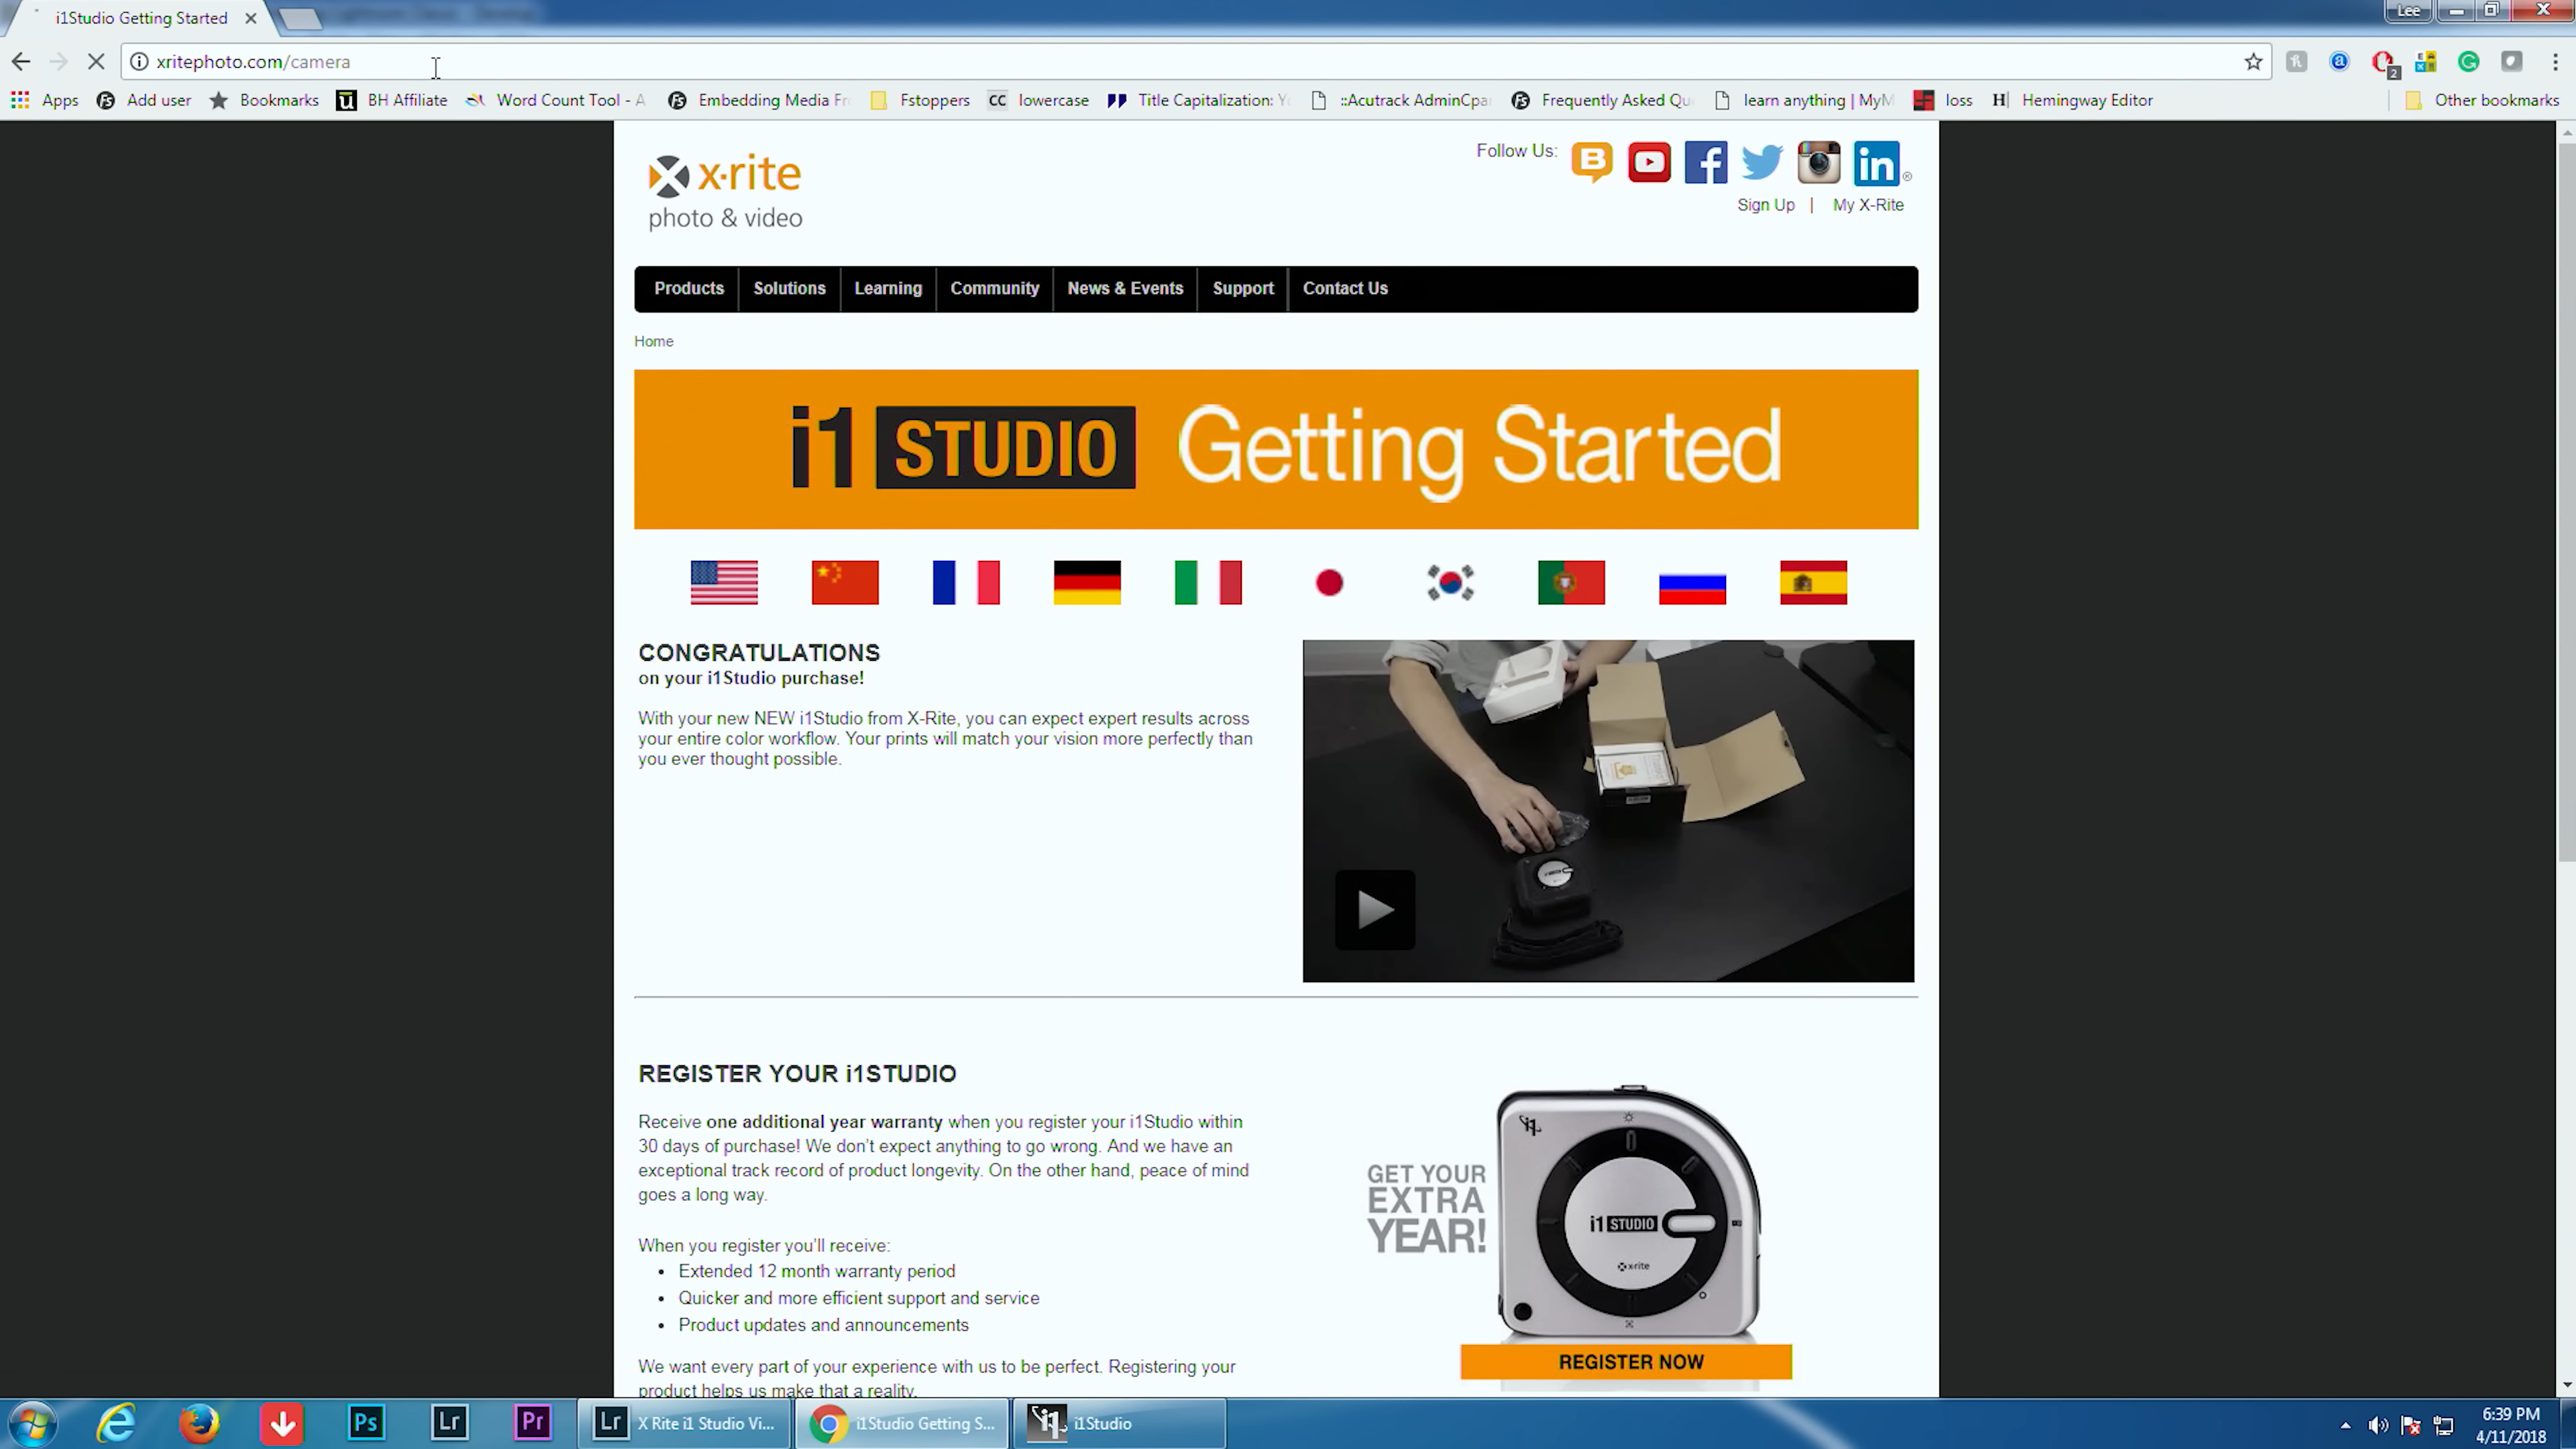 i1Studio Getting Started
Lee
xritephoto.com/camera
2
Apps Add user Bookmarks BH Affiliate Word Count Tool - A Embedding Media Fr Fstoppers CC lowercase Title Capitalization: Yo ::Acutrack AdminCpa Frequently Asked Qu learn anything | MyM loss H Hemingway Editor Other bookmarks
x·rite
photo & video
Follow Us:
B f in ®
Sign Up | My X-Rite
Products Solutions Learning Community News & Events Support Contact Us
Home
i1 STUDIO Getting Started
CONGRATULATIONS
on your i1Studio purchase!
With your new NEW i1Studio from X-Rite, you can expect expert results across
your entire color workflow. Your prints will match your vision more perfectly than
you ever thought possible.
REGISTER YOUR i1STUDIO
Receive one additional year warranty when you register your i1Studio within
30 days of purchase! We don't expect anything to go wrong. And we have an
exceptional track record of product longevity. On the other hand, peace of mind
goes a long way.
When you register you'll receive:
• Extended 12 month warranty period
• Quicker and more efficient support and service
• Product updates and announcements
We want every part of your experience with us to be perfect. Registering your
product helps us make that a reality.
GET YOUR
EXTRA
YEAR!
i1
i1 STUDIO
x·rite
REGISTER NOW
Ps Lr Pr Lr X Rite i1 Studio Vi... i1Studio Getting S... i1 i1Studio
6:39 PM
4/11/2018